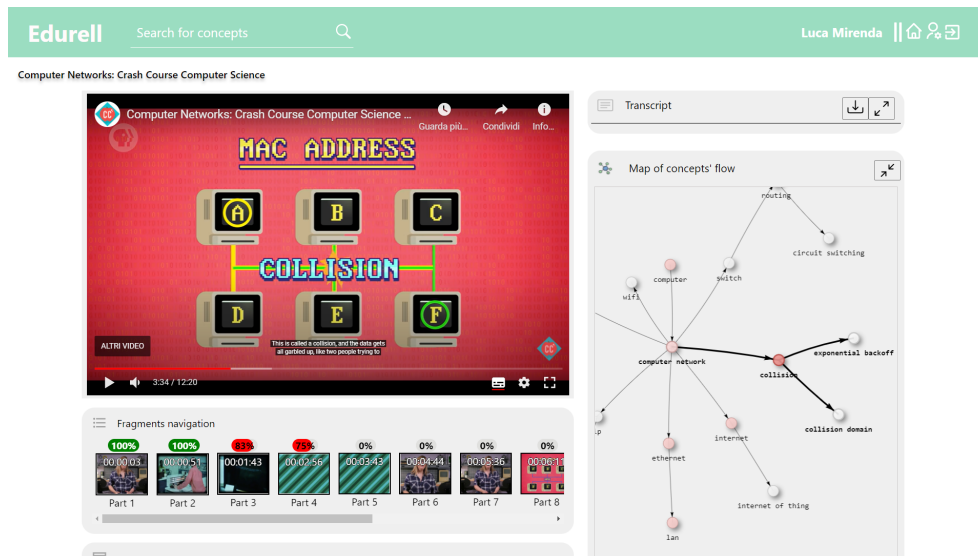 Edurell
Search for concepts
Luca Mirenda
Computer Networks: Crash Course Computer Science
CC
Computer Networks: Crash Course Computer Science ...
Guarda più...
Condividi
Info...
MAC ADDRESS
A
B
C
COLLISION
D
E
F
This is called a collision, and the data gets
all garbled up, like two people trying to
ALTRI VIDEO
CC
3:34 / 12:20
Fragments navigation
100%
100%
83%
75%
0%
0%
0%
0%
00:00:03
00:00:51
00:01:43
00:02:56
00:03:43
00:04:44
00:05:36
00:06:11
Part 1
Part 2
Part 3
Part 4
Part 5
Part 6
Part 7
Part 8
Transcript
Map of concepts' flow
routing
circuit switching
computer
switch
wifi
exponential backoff
computer network
collision
collision domain
internet
ethernet
internet of thing
lan